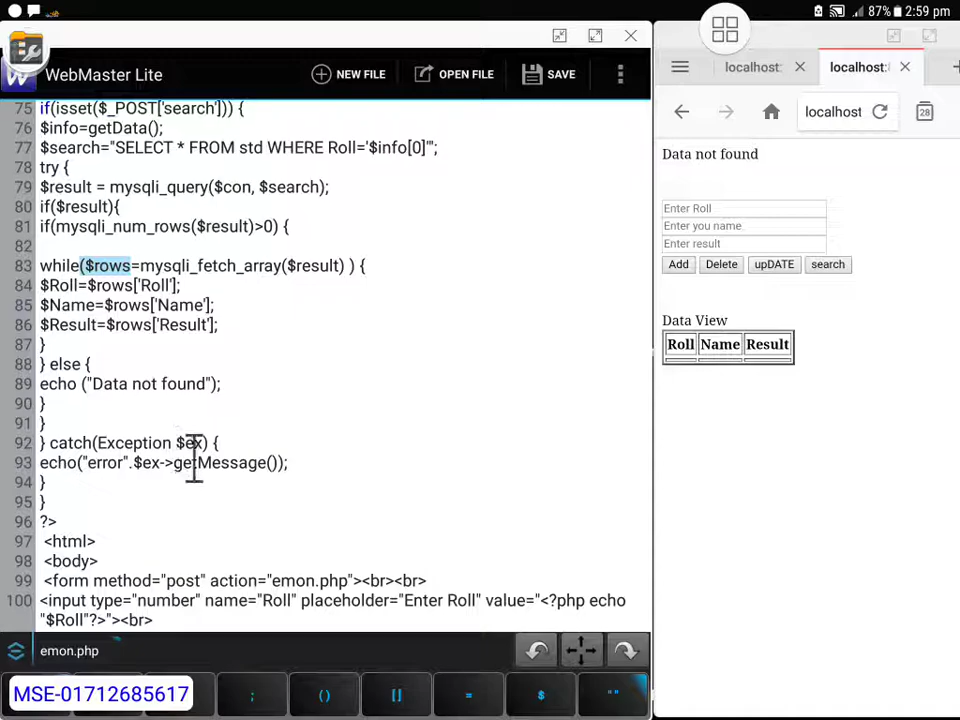 87% 2:59 pm
WebMaster Lite
NEW FILE
OPEN FILE
SAVE
75 if(isset($_POST['search'])) {
76 $info=getData();
77 $search="SELECT * FROM std WHERE Roll='$info[0]'";
78 try {
79 $result = mysqli_query($con, $search);
80 if($result){
81 if(mysqli_num_rows($result)>0) {
82
83 while($rows=mysqli_fetch_array($result) ) {
84 $Roll=$rows['Roll'];
85 $Name=$rows['Name'];
86 $Result=$rows['Result'];
87 }
88 } else {
89 echo ("Data not found");
90 }
91 }
92 } catch(Exception $ex) {
93 echo("error".$ex->getMessage());
94 }
95 }
96 ?>
97 <html>
98 <body>
99 <form method="post" action="emon.php"><br><br>
100 <input type="number" name="Roll" placeholder="Enter Roll" value="<?php echo
"$Roll"?>"><br>
emon.php
MSE-01712685617
; () [] = $ ""
localhost:
localhost:
localhost
28
Data not found
Enter Roll
Enter you name
Enter result
Add Delete upDATE search
Data View
Roll Name Result